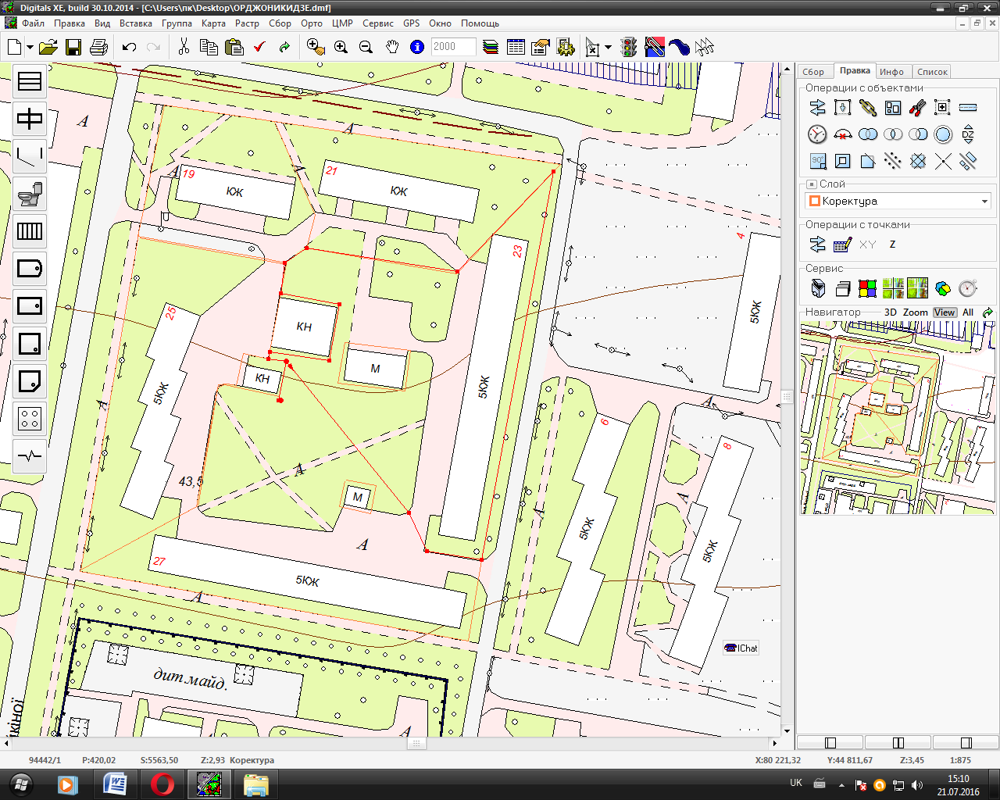 Digitals XE, build 30.10.2014 - [C:\Users\пк\Desktop\ОРДЖОНИКИДЗЕ.dmf]
Файл Правка Вид Вставка Группа Карта Растр Сбор Орто ЦМР Сервис GPS Окно Помощь
2000
Сбор Правка Инфо Список
Операции с объектами
DZ
90°
Слой
Коректура
Операции с точками
XY Z
Сервис
Навигатор 3D Zoom View All
А
А
А
19
КЖ
А
21
КЖ
23
4
5КЖ
25
КН
КН
М
5КЖ
5КЖ
А
А
А
6
8
43,5
А
М
А
А
5КЖ
5КЖ
А
27
5КЖ
А
IChat
дит.майд.
А
кіної
94442/1 P:420,02 S:5563,50 Z:2,93 Коректура X:80 221,32 Y:44 811,67 Z:3,45 1:875
UK
15:10
21.07.2016